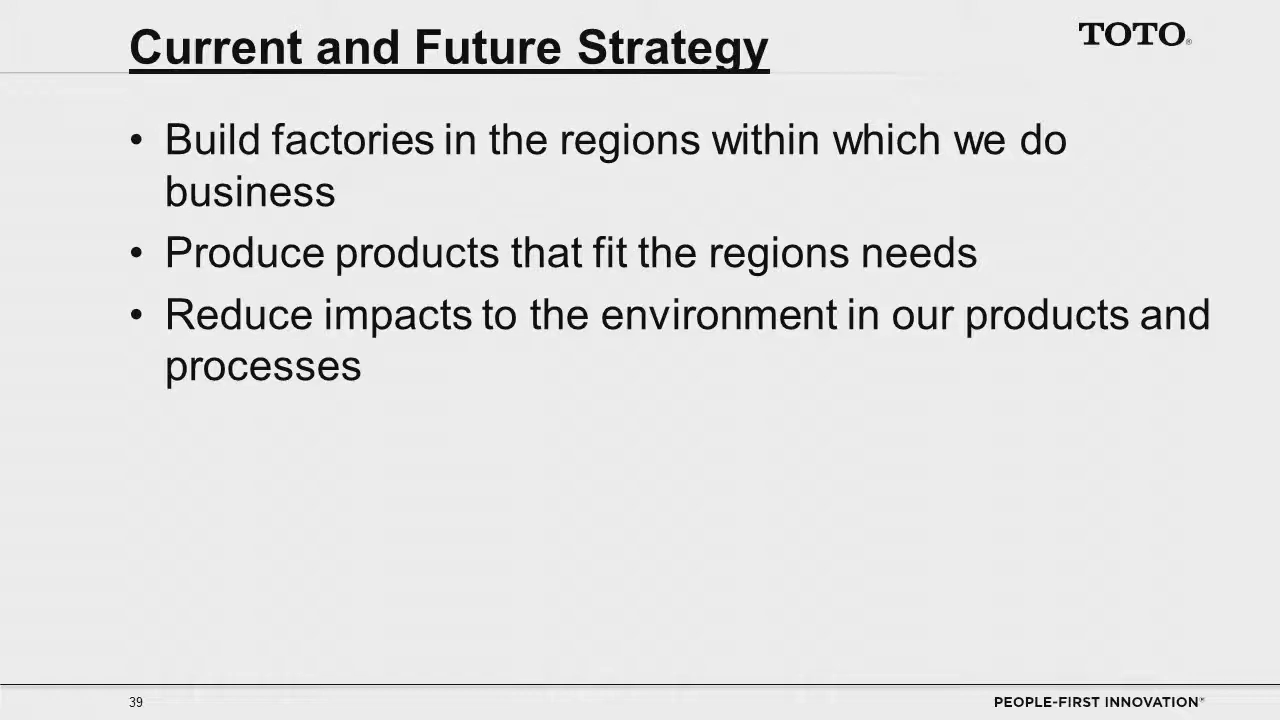 Current and Future Strategy
TOTO®
• Build factories in the regions within which we do
business
• Produce products that fit the regions needs
• Reduce impacts to the environment in our products and
processes
39
PEOPLE-FIRST INNOVATION℠